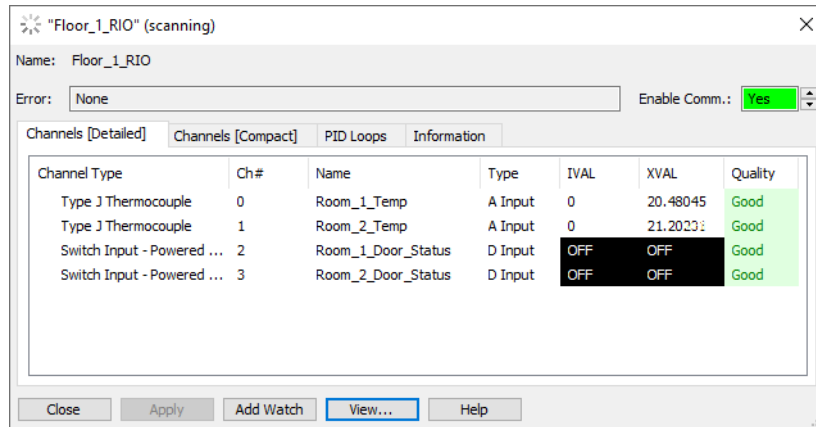 "Floor_1_RIO" (scanning)
Name: Floor_1_RIO
Error: None Enable Comm.: Yes
Channels [Detailed] Channels [Compact] PID Loops Information
Channel Type Ch# Name Type IVAL XVAL Quality
Type J Thermocouple 0 Room_1_Temp A Input 0 20.48045 Good
Type J Thermocouple 1 Room_2_Temp A Input 0 Good
Switch Input - Powered ... 2 Room_1_Door_Status D Input OFF OFF Good
Switch Input - Powered ... 3 Room_2_Door_Status D Input OFF OFF Good
Close Apply Add Watch View... Help